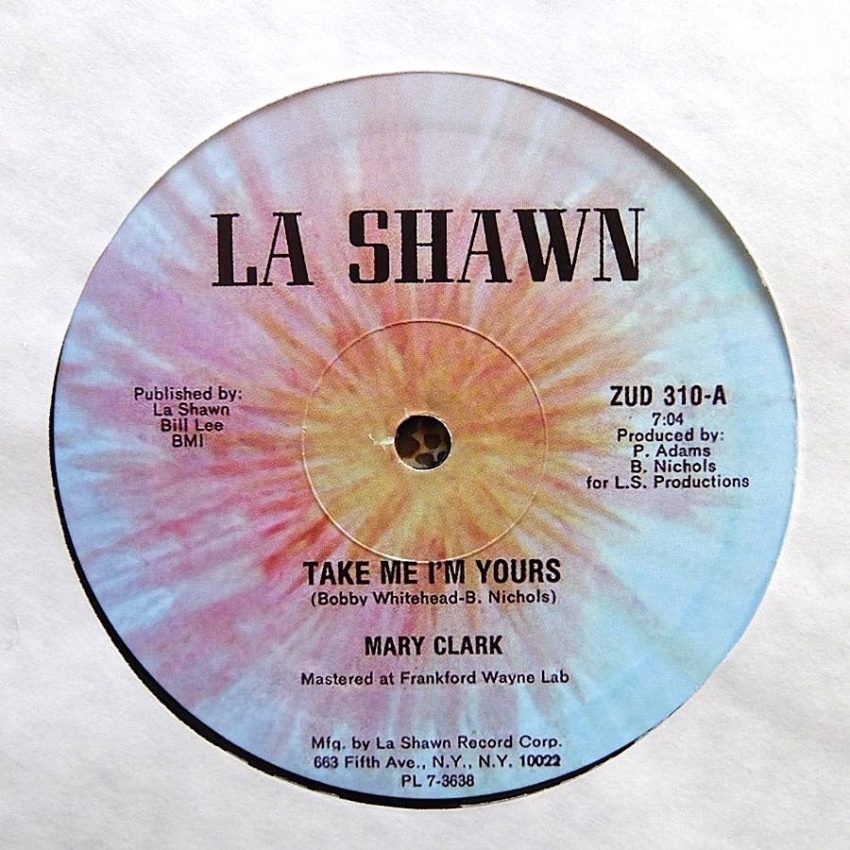 LA SHAWN
Published by:
La Shawn
Bill Lee
BMI
ZUD 310-A
7:04
Produced by:
P. Adams
B. Nichols
for L.S. Productions
TAKE ME I'M YOURS
(Bobby Whitehead-B. Nichols)
MARY CLARK
Mastered at Frankford Wayne Lab
Mfg. by La Shawn Record Corp.
663 Fifth Ave., N.Y., N.Y. 10022
PL 7-3638